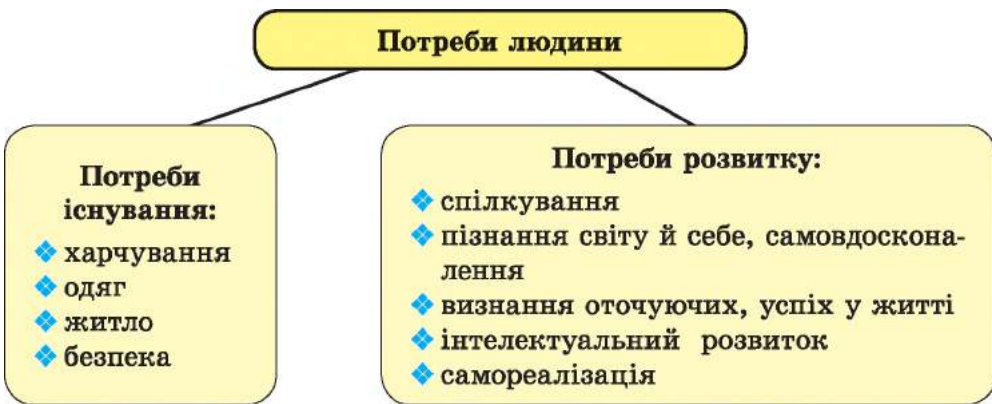 Потреби людини
Потреби
існування:
харчування
одяг
житло
безпека
Потреби розвитку:
спілкування
пізнання світу й себе, самовдоскона-
лення
визнання оточуючих, успіх у житті
інтелектуальний розвиток
самореалізація